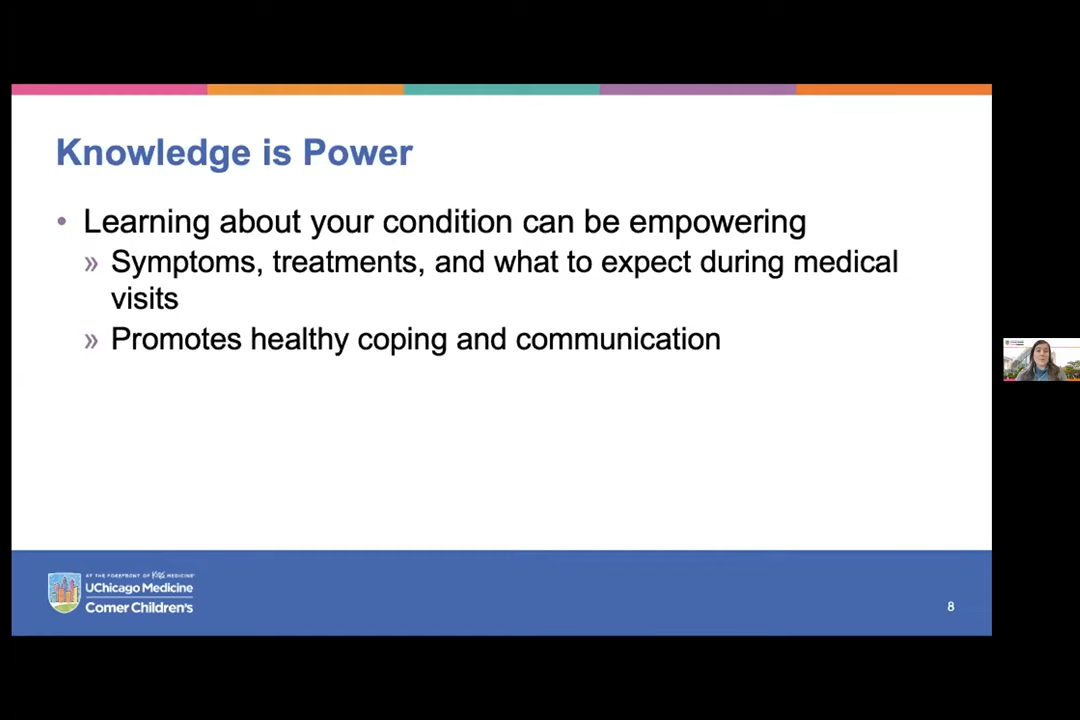 Knowledge is Power
• Learning about your condition can be empowering
» Symptoms, treatments, and what to expect during medical
visits
» Promotes healthy coping and communication
AT THE FOREFRONT OF Kids MEDICINE
UChicago Medicine
Comer Children's
8